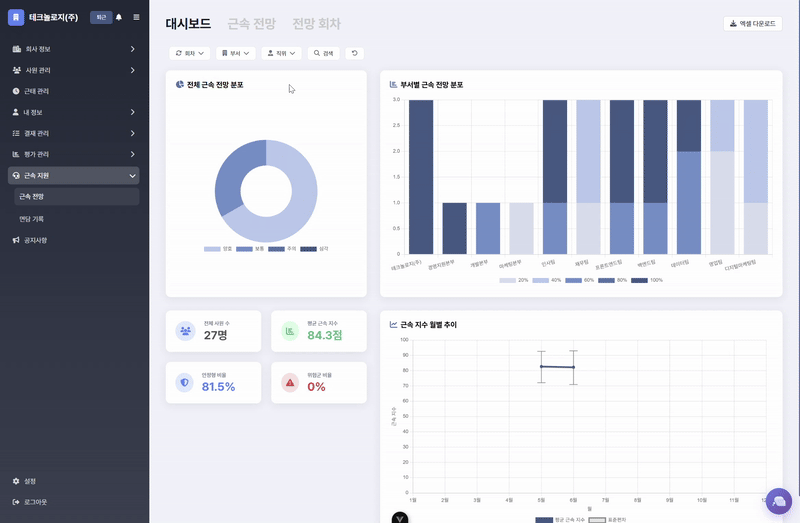 테크놀로지(주) 퇴근
회사 정보
사원 관리
근태 관리
내 정보
결재 관리
평가 관리
근속 지원
근속 전망
면담 기록
공지사항
설정
로그아웃
대시보드 근속 전망 전망 회차
엑셀 다운로드
회차 부서 직위 검색
전체 근속 전망 분포
양호 보통 주의 심각
부서별 근속 전망 분포
3.0
2.5
2.0
1.5
1.0
0.5
0
테크놀로지(주) 경영지원본부 개발본부 마케팅본부 인사팀 재무팀 프론트엔드팀 백엔드팀 데이터팀 영업팀 디지털마케팅팀
20% 40% 60% 80% 100%
전체 사원 수
27명
평균 근속 지수
84.3점
안정형 비율
81.5%
위험군 비율
0%
근속 지수 월별 추이
100
90
80
70
60
50
40
30
20
10
0
근속 지수
1월 2월 3월 4월 5월 6월 7월 8월 9월 10월 11월
월
평균 근속 지수 표준편차